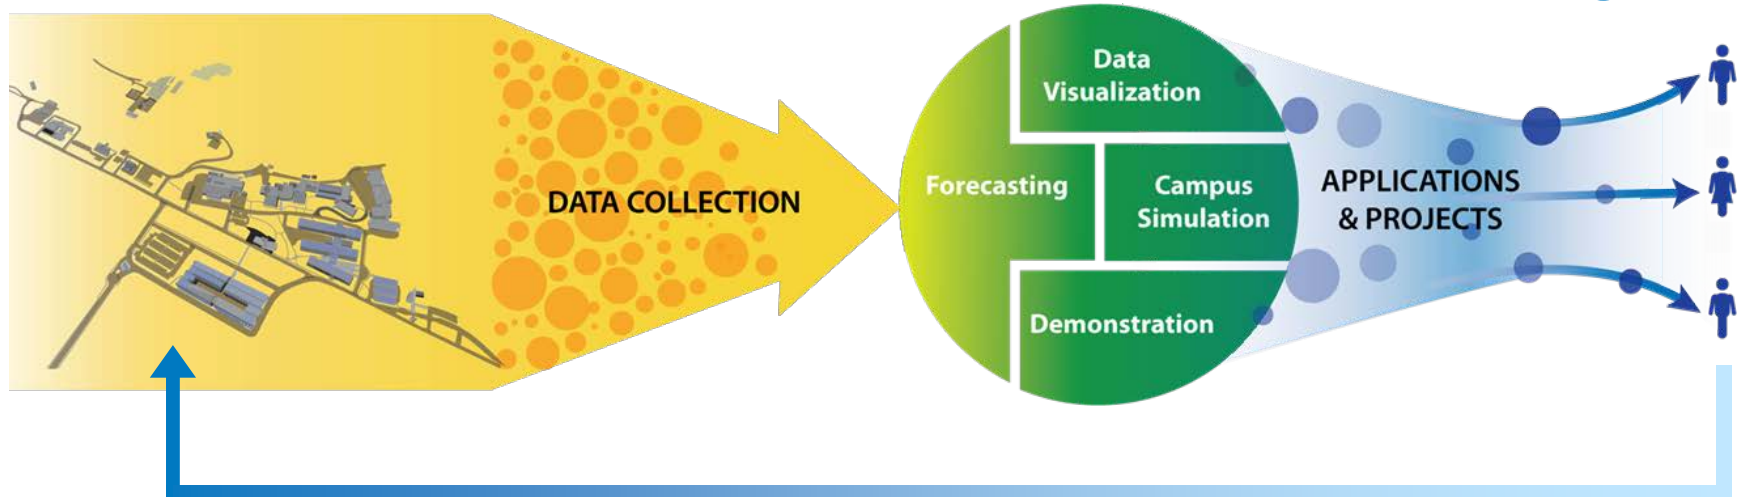 DATA COLLECTION
Forecasting
Data
Visualization
Campus
Simulation
Demonstration
APPLICATIONS
& PROJECTS